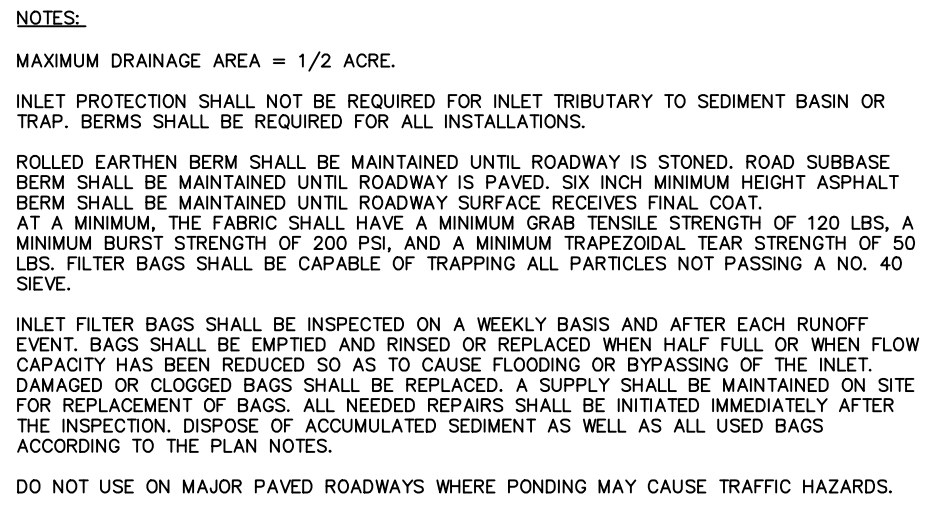 NOTES:
MAXIMUM DRAINAGE AREA = 1/2 ACRE.
INLET PROTECTION SHALL NOT BE REQUIRED FOR INLET TRIBUTARY TO SEDIMENT BASIN OR
TRAP. BERMS SHALL BE REQUIRED FOR ALL INSTALLATIONS.
ROLLED EARTHEN BERM SHALL BE MAINTAINED UNTIL ROADWAY IS STONED. ROAD SUBBASE
BERM SHALL BE MAINTAINED UNTIL ROADWAY IS PAVED. SIX INCH MINIMUM HEIGHT ASPHALT
BERM SHALL BE MAINTAINED UNTIL ROADWAY SURFACE RECEIVES FINAL COAT.
AT A MINIMUM, THE FABRIC SHALL HAVE A MINIMUM GRAB TENSILE STRENGTH OF 120 LBS, A
MINIMUM BURST STRENGTH OF 200 PSI, AND A MINIMUM TRAPEZOIDAL TEAR STRENGTH OF 50
LBS. FILTER BAGS SHALL BE CAPABLE OF TRAPPING ALL PARTICLES NOT PASSING A NO. 40
SIEVE.
INLET FILTER BAGS SHALL BE INSPECTED ON A WEEKLY BASIS AND AFTER EACH RUNOFF
EVENT. BAGS SHALL BE EMPTIED AND RINSED OR REPLACED WHEN HALF FULL OR WHEN FLOW
CAPACITY HAS BEEN REDUCED SO AS TO CAUSE FLOODING OR BYPASSING OF THE INLET.
DAMAGED OR CLOGGED BAGS SHALL BE REPLACED. A SUPPLY SHALL BE MAINTAINED ON SITE
FOR REPLACEMENT OF BAGS. ALL NEEDED REPAIRS SHALL BE INITIATED IMMEDIATELY AFTER
THE INSPECTION. DISPOSE OF ACCUMULATED SEDIMENT AS WELL AS ALL USED BAGS
ACCORDING TO THE PLAN NOTES.
DO NOT USE ON MAJOR PAVED ROADWAYS WHERE PONDING MAY CAUSE TRAFFIC HAZARDS.